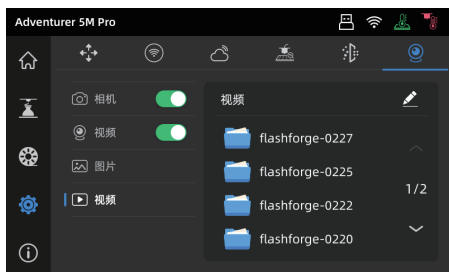 Adventurer 5M Pro
相机
视频
图片
视频
视频
flashforge-0227
flashforge-0225
flashforge-0222
flashforge-0220
1/2